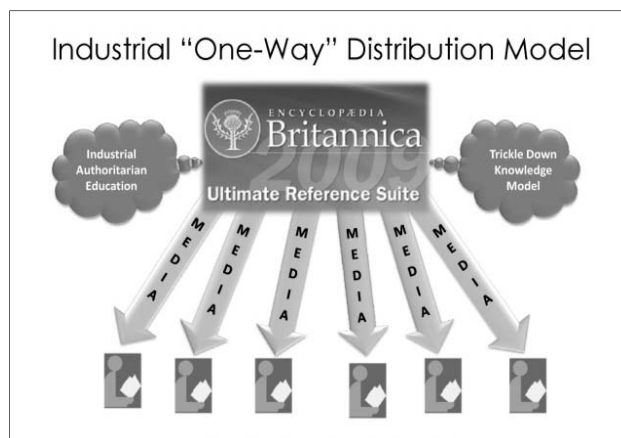 Industrial “One-Way” Distribution Model
ENCYCLOPÆDIA
Britannica
2009
Ultimate Reference Suite
Industrial
Authoritarian
Education
Trickle Down
Knowledge
Model
MEDIA
MEDIA
MEDIA
MEDIA
MEDIA
MEDIA